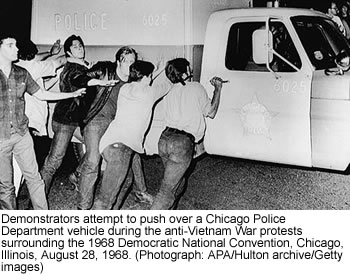 POLICE 6025
6025
Demonstrators attempt to push over a Chicago Police
Department vehicle during the anti-Vietnam War protests
surrounding the 1968 Democratic National Convention, Chicago,
Illinois, August 28, 1968. (Photograph: APA/Hulton archive/Getty
images)